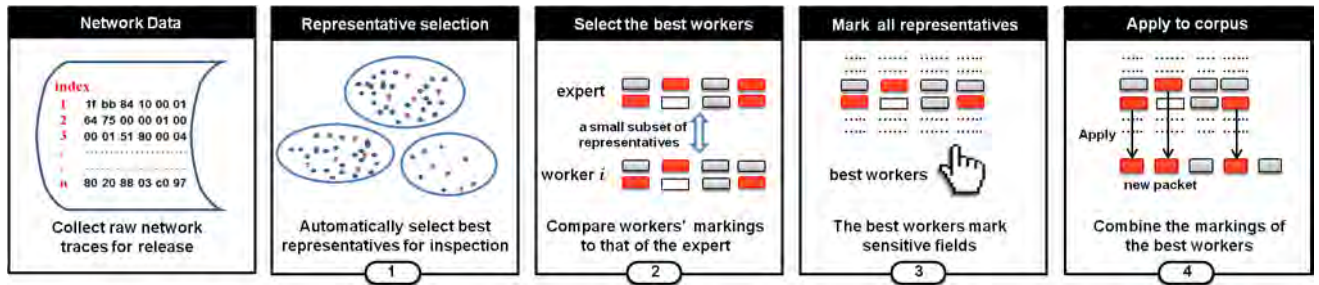 Network Data
index
1 1f bb 84 10 00 01
2 64 75 00 00 01 00
3 00 01 51 80 00 04
n 80 20 88 03 c0 97
Collect raw network
traces for release
Representative selection
Automatically select best
representatives for inspection
1
Select the best workers
expert
a small subset of
representatives
worker i
Compare workers' markings
to that of the expert
2
Mark all representatives
best workers
The best workers mark
sensitive fields
3
Apply to corpus
Apply
new packet
Combine the markings of
the best workers
4